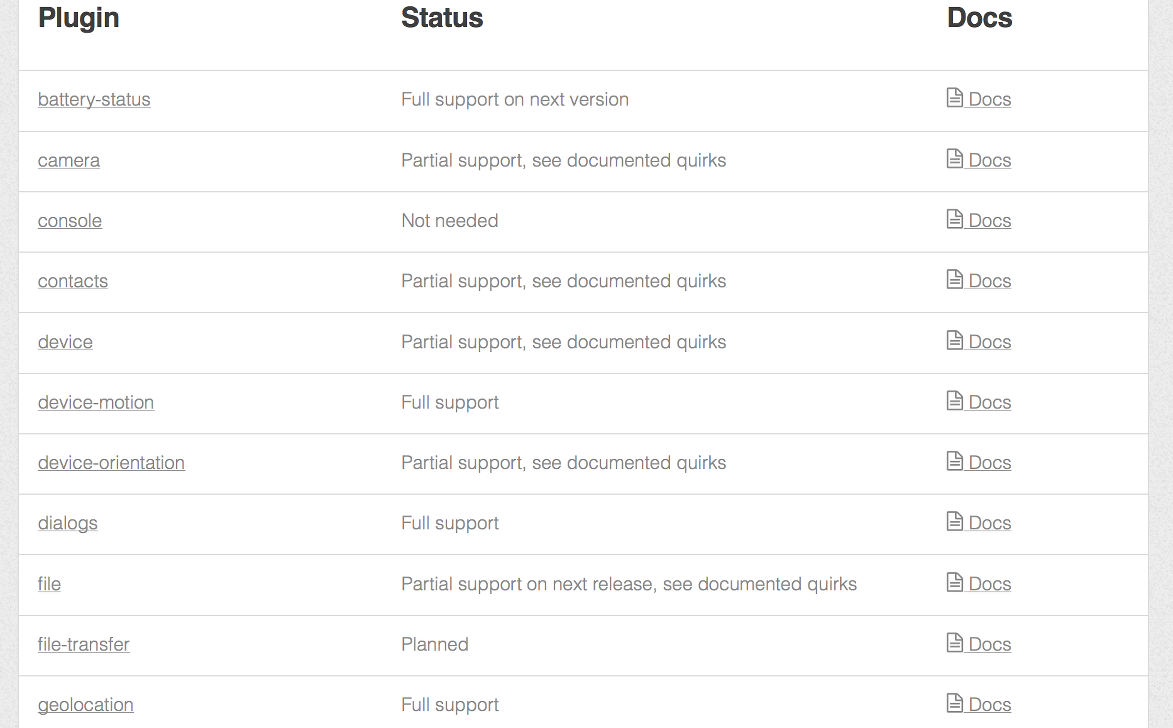 Plugin Status Docs
battery-status Full support on next version Docs
camera Partial support, see documented quirks Docs
console Not needed Docs
contacts Partial support, see documented quirks Docs
device Partial support, see documented quirks Docs
device-motion Full support Docs
device-orientation Partial support, see documented quirks Docs
dialogs Full support Docs
file Partial support on next release, see documented quirks Docs
file-transfer Planned Docs
geolocation Full support Docs